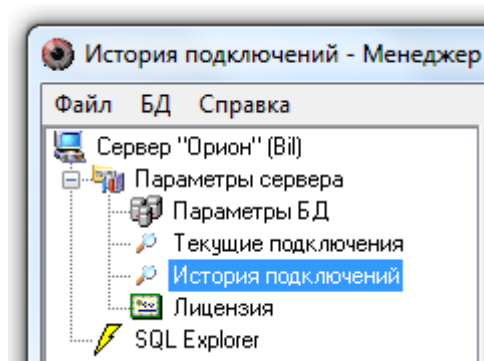 История подключений - Менеджер
Файл БД Справка
Сервер "Орион" (Bil)
Параметры сервера
Параметры БД
Текущие подключения
История подключений
Лицензия
SQL Explorer